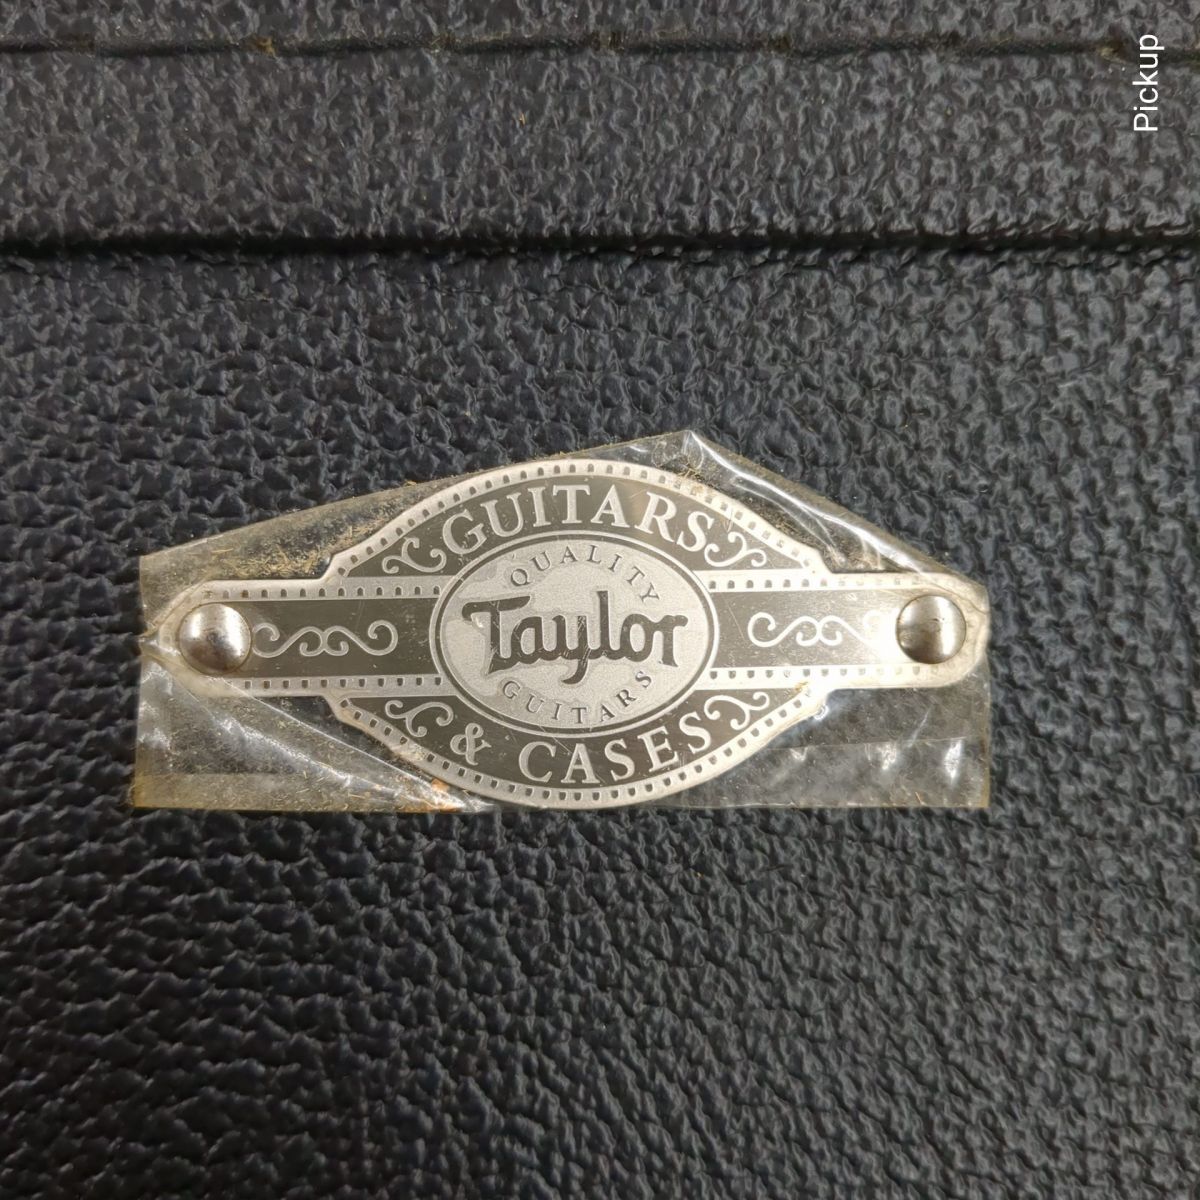 GUITARS
QUALITY
Taylor
GUITARS
& CASES
Pickup